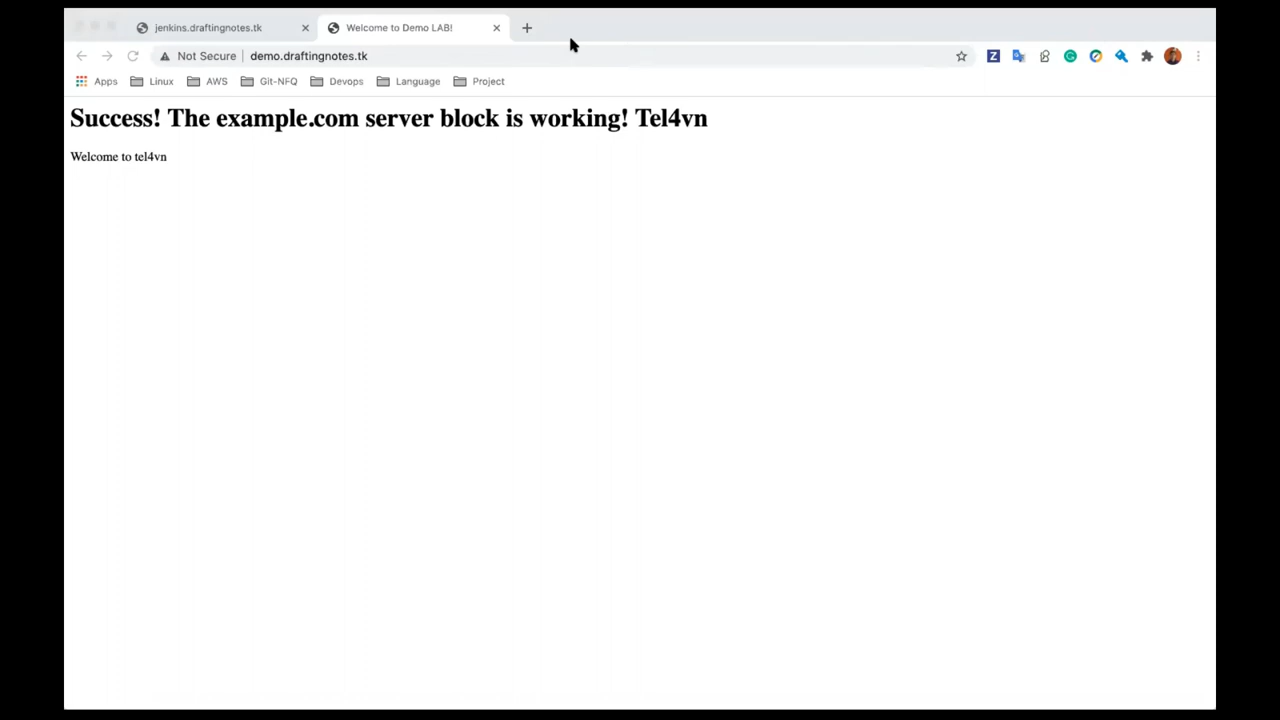 jenkins.draftingnotes.tk
Welcome to Demo LAB!
Not Secure
demo.draftingnotes.tk
Apps
Linux
AWS
Git-NFQ
Devops
Language
Project
Success! The example.com server block is working! Tel4vn
Welcome to tel4vn